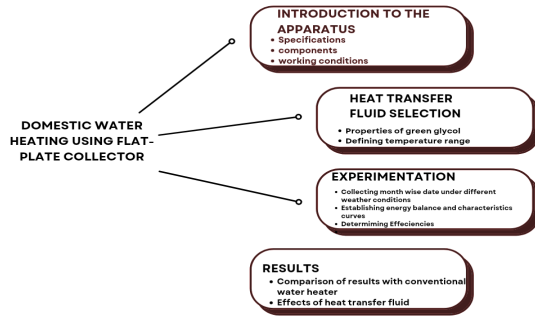 DOMESTIC WATER
HEATING USING FLAT-
PLATE COLLECTOR
INTRODUCTION TO THE
APPARATUS
• Specifications
• components
• working conditions
HEAT TRANSFER
FLUID SELECTION
• Properties of green glycol
• Defining temperature range
EXPERIMENTATION
• Collecting month wise date under different
weather conditions
• Establishing energy balance and characteristics
curves
• Determiming Effeciencies
RESULTS
• Comparison of results with conventional
water heater
• Effects of heat transfer fluid